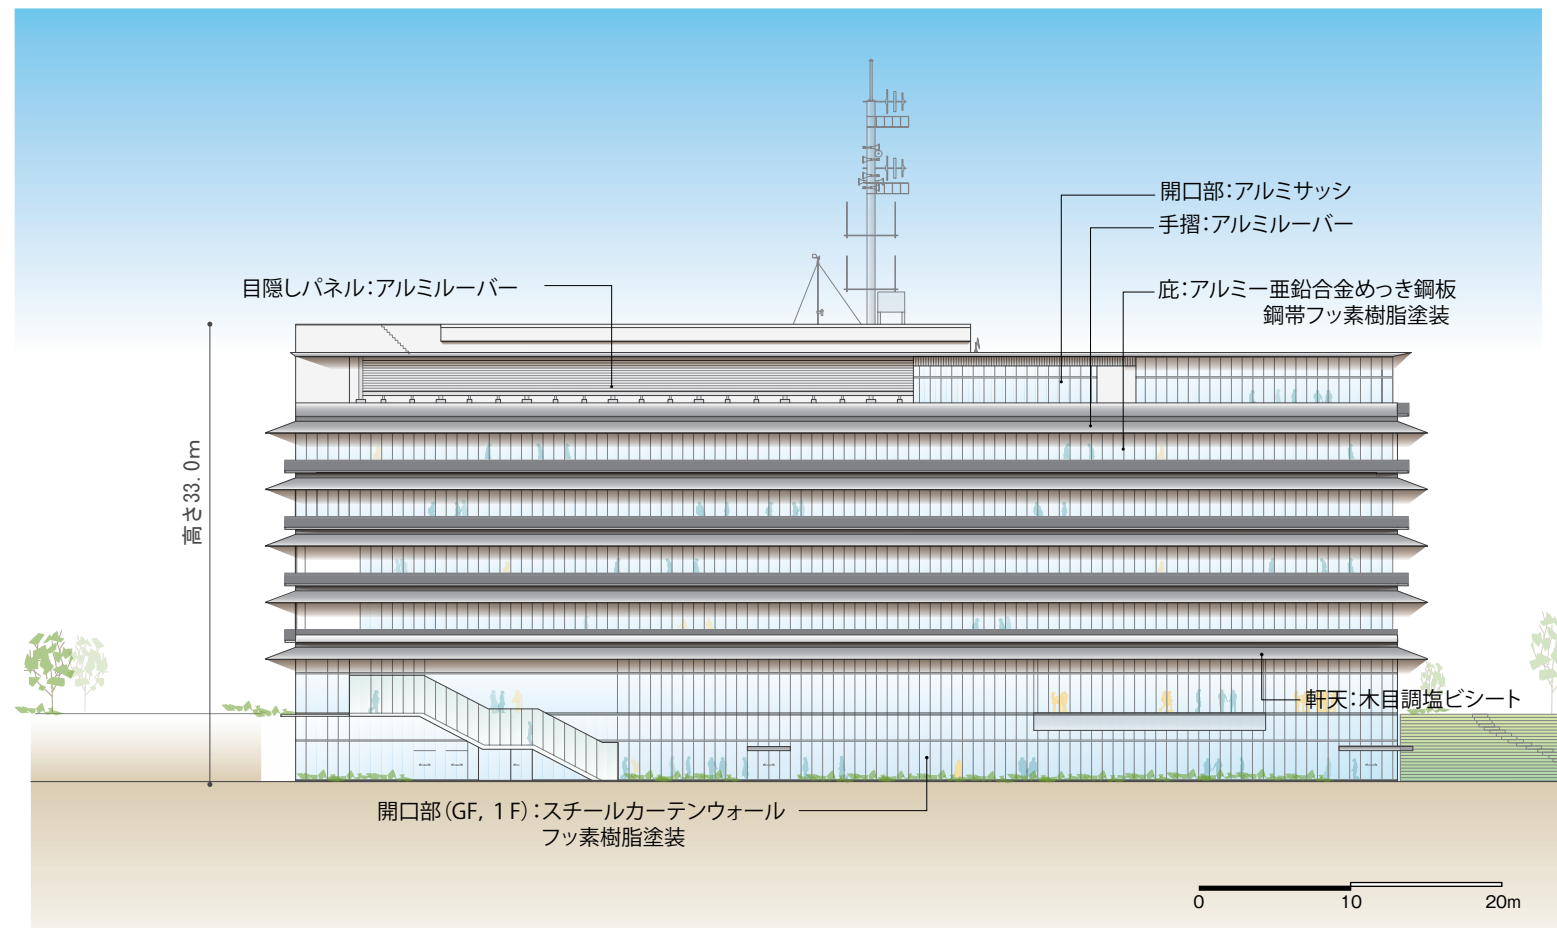 開口部：アルミサッシ
手摺：アルミルーバー
目隠しパネル：アルミルーバー
庇：アルミー亜鉛合金めっき鋼板
鋼帯フッ素樹脂塗装
高さ33.0m
軒天：木目調塩ビシート
開口部（GF，１F）：スチールカーテンウォール
フッ素樹脂塗装
0 10 20m